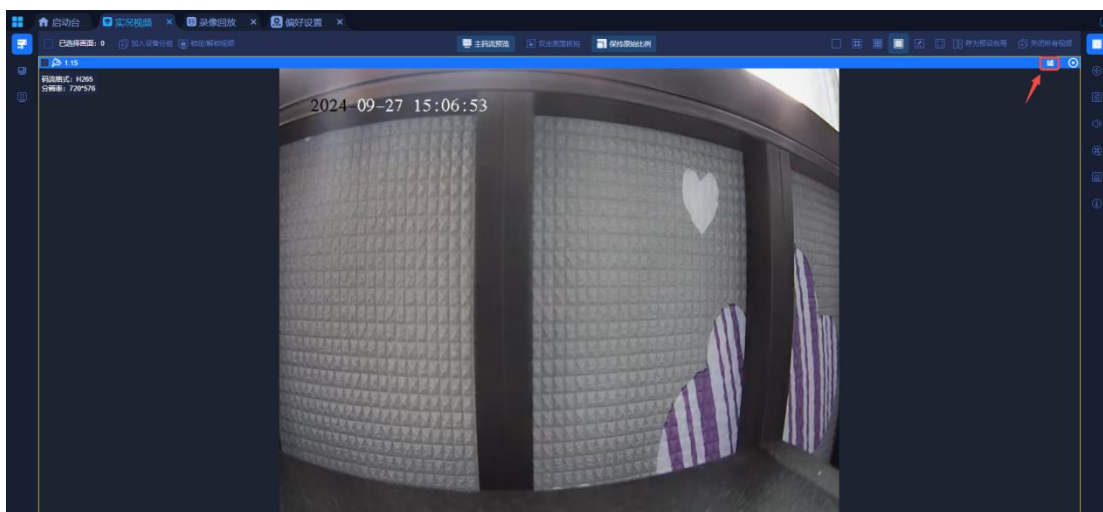 启动台 实况视频 × 录像回放 × 偏好设置 ×
已选择画面: 0 加入设备分组 锁定/解锁视频 主码流预览 双击画面抓拍 保持原始比例 存为预设布局 关闭所有视频
1.15
码流格式: H265
分辨率: 720*576
2024-09-27 15:06:53